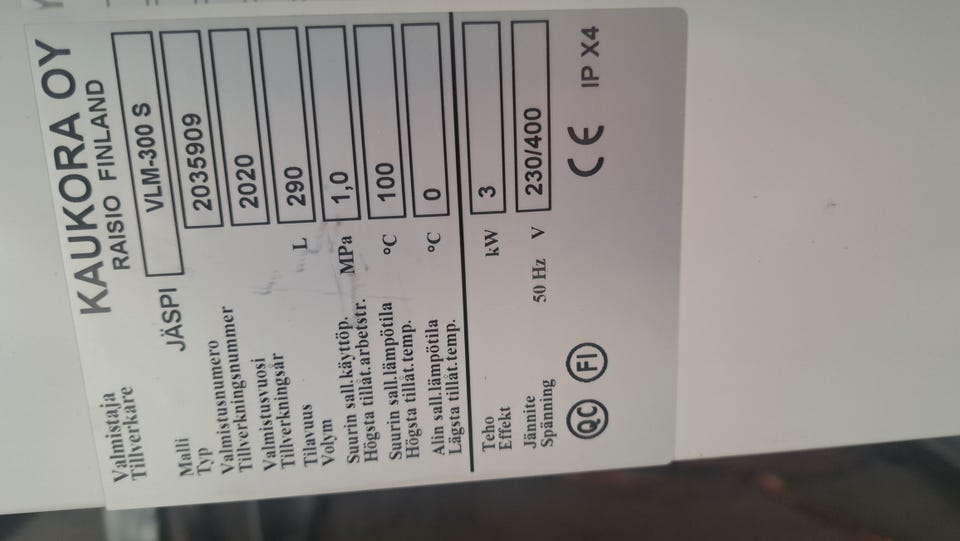 Valmistaja KAUKORA OY
Tillverkare RAISIO FINLAND
Malli JÄSPI VLM-300 S
Typ
Valmistusnumero 2035909
Tillverkningsnummer
Valmistusvuosi 2020
Tillverkningsår
Tilavuus L 290
Volym
Suurin sall.käyttöp. MPa 1,0
Högsta tillåt.arbetstr.
Suurin sall.lämpötila °C 100
Högsta tillåt.temp.
Alin sall.lämpötila °C 0
Lägsta tillåt.temp.
Teho kW 3
Effekt
Jännite 50 Hz V 230/400
Spänning
QC FI CE IP X4